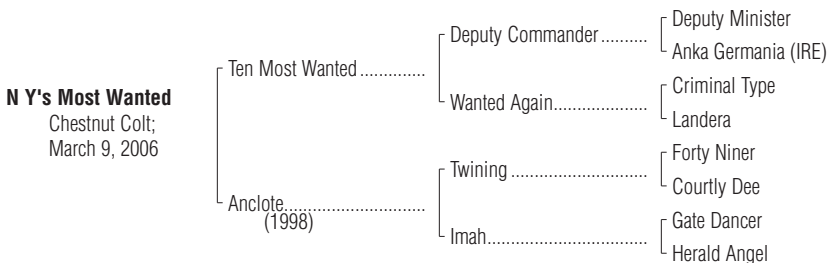 Deputy Minister
Deputy Commander ..........
Anka Germania (IRE)
Ten Most Wanted ..............
Criminal Type
N Y's Most Wanted
Wanted Again....................
Chestnut Colt;
Landera
March 9, 2006
Forty Niner
Twining .............................
Courtly Dee
Anclote..............................
(1998)
Gate Dancer
Imah..................................
Herald Angel